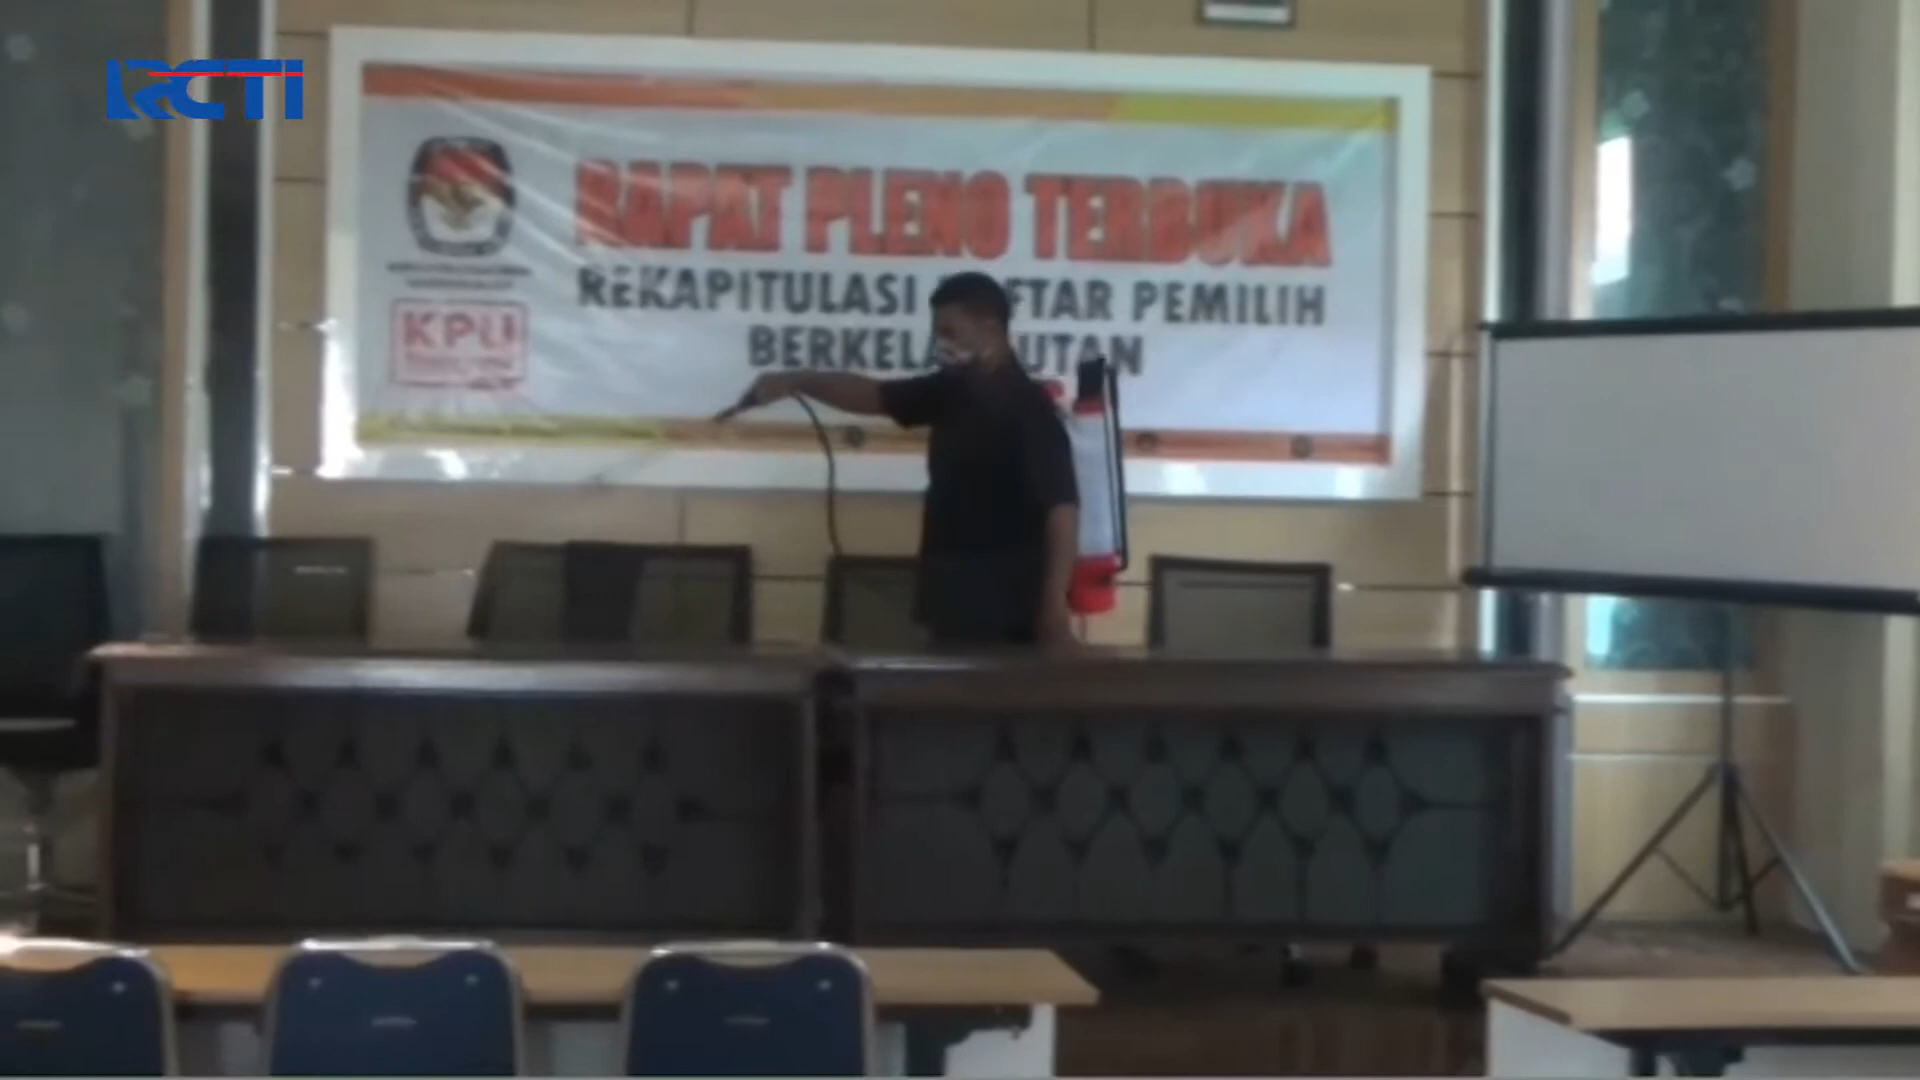 RCTI
RAPAT PLENO TERBUKA
REKAPITULASI FTAR PEMILIH
BERKELA UTAN
KPU